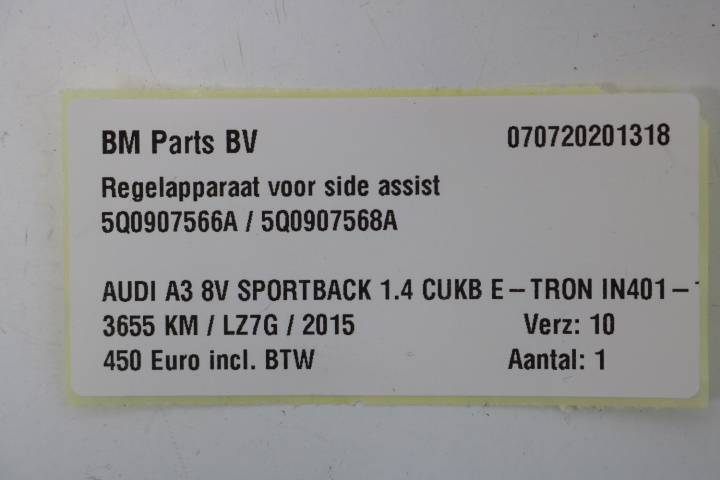 BM Parts BV 070720201318
Regelapparaat voor side assist
5Q0907566A / 5Q0907568A
AUDI A3 8V SPORTBACK 1.4 CUKB E-TRON IN401-
3655 KM / LZ7G / 2015 Verz: 10
450 Euro incl. BTW Aantal: 1